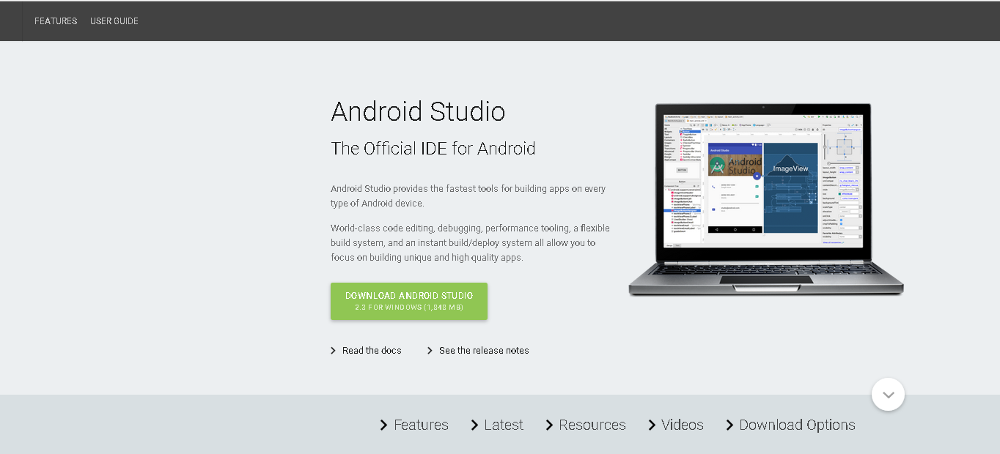 FEATURES USER GUIDE
Android Studio
The Official IDE for Android
Android Studio provides the fastest tools for building apps on every
type of Android device.
World-class code editing, debugging, performance tooling, a flexible
build system, and an instant build/deploy system all allow you to
focus on building unique and high quality apps.
DOWNLOAD ANDROID STUDIO
2.3 FOR WINDOWS (1,848 MB)
Read the docs See the release notes
Android Studio
Android
Studio
ImageView
Features Latest Resources Videos Download Options